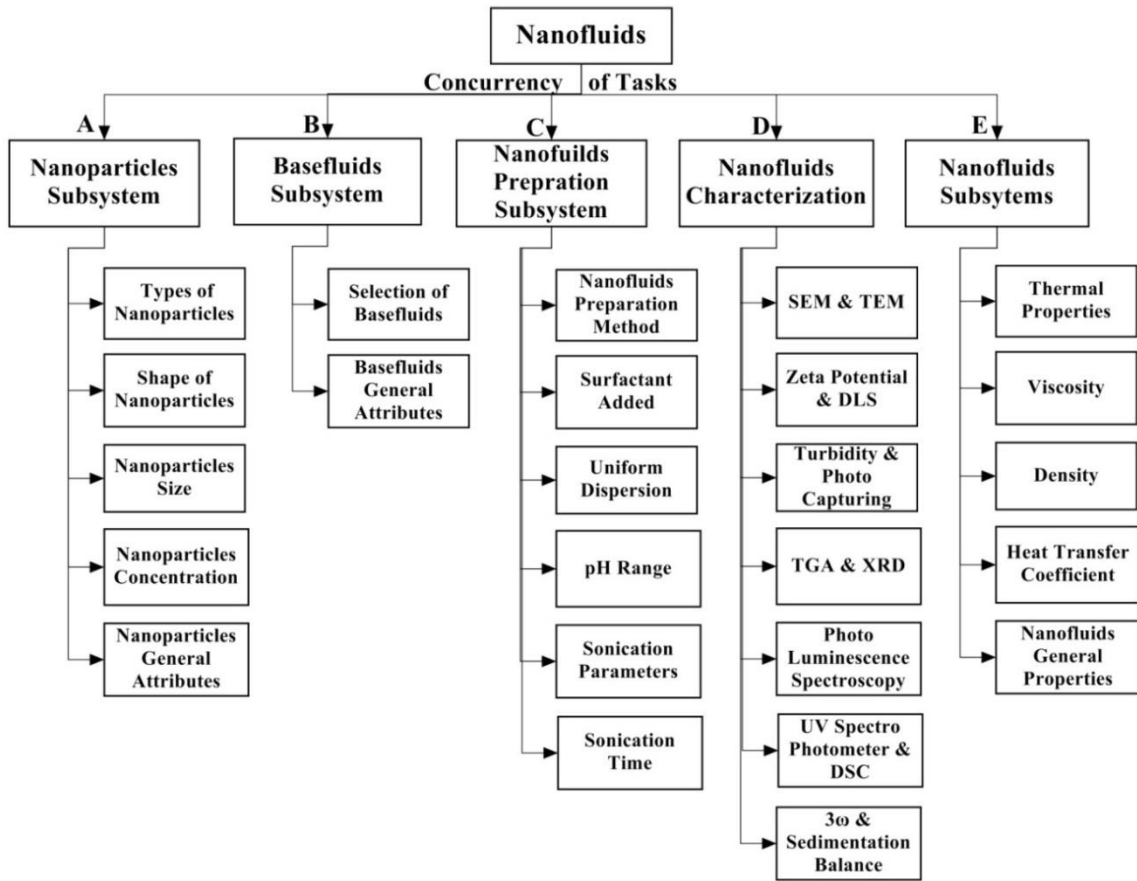 Nanofluids
Concurrency of Tasks
A
Nanoparticles
Subsystem
Types of
Nanoparticles
Shape of
Nanoparticles
Nanoparticles
Size
Nanoparticles
Concentration
Nanoparticles
General
Attributes
B
Basefluids
Subsystem
Selection of
Basefluids
Basefluids
General
Attributes
C
Nanofuilds
Prepration
Subsystem
Nanofluids
Preparation
Method
Surfactant
Added
Uniform
Dispersion
pH Range
Sonication
Parameters
Sonication
Time
D
Nanofluids
Characterization
SEM & TEM
Zeta Potential
& DLS
Turbidity &
Photo
Capturing
TGA & XRD
Photo
Luminescence
Spectroscopy
UV Spectro
Photometer &
DSC
3ω &
Sedimentation
Balance
E
Nanofluids
Subsytems
Thermal
Properties
Viscosity
Density
Heat Transfer
Coefficient
Nanofluids
General
Properties